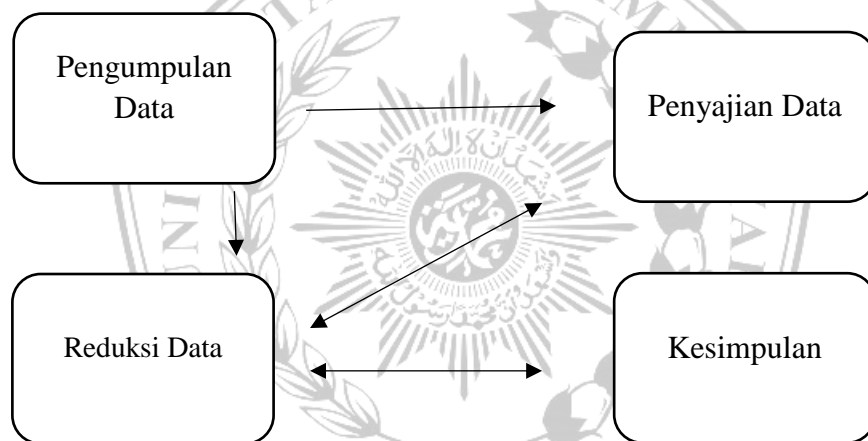 Pengumpulan
Data
Penyajian Data
Reduksi Data
Kesimpulan